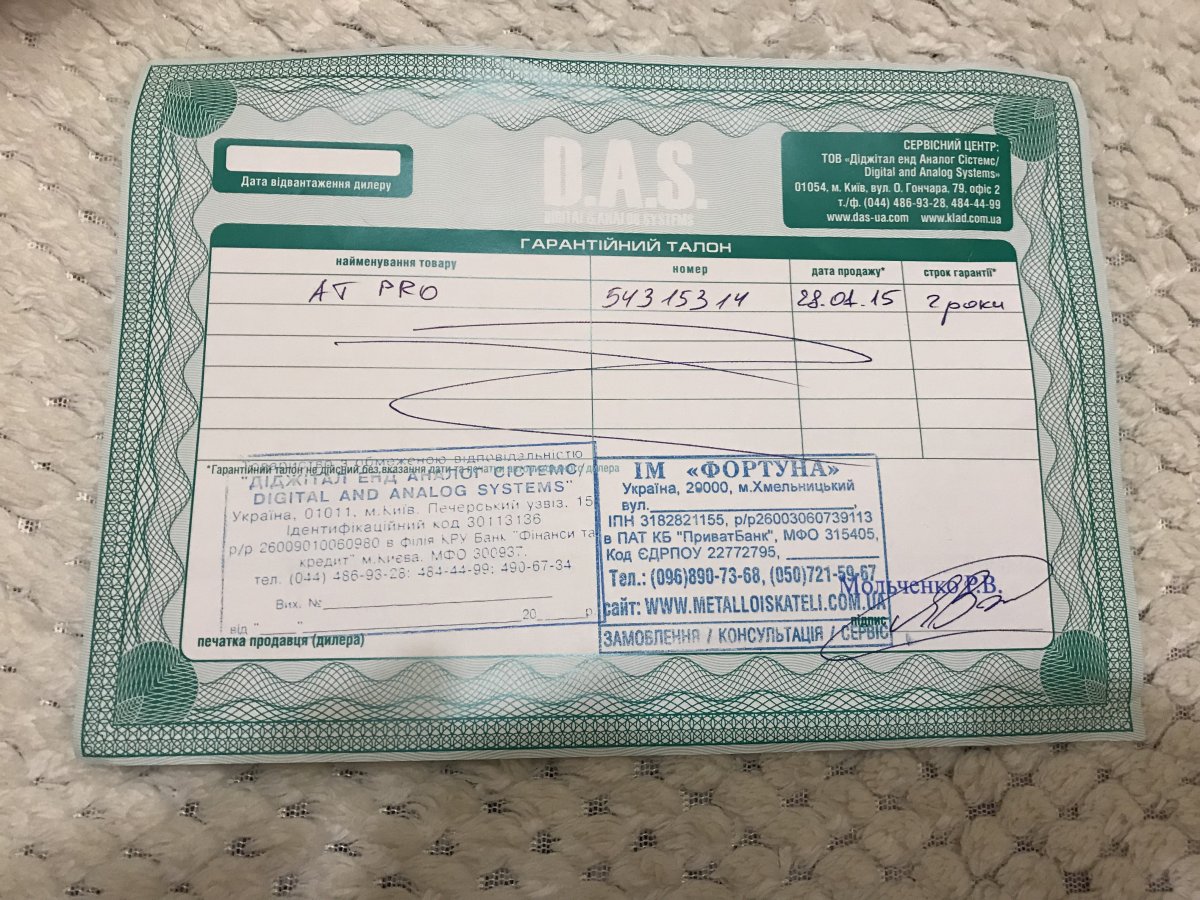 Дата відвантаження дилеру
D.A.S.
DIGITAL & ANALOG SYSTEMS
СЕРВІСНИЙ ЦЕНТР:
ТОВ «Діджітал енд Аналог Сістемс/
Digital and Analog Systems»
01054, м. Київ, вул. О. Гончара. 79. офіс 2
т./ф. (044) 486-93-28, 484-44-99
www.das-ua.com www.klad.com.ua
ГАРАНТІЙНИЙ ТАЛОН
найменування товару номер дата продажу* строк гарантії*
AT PRO 54315314 28.01.15 2 роки
*Гарантійний талон не дійсний без вказання дати та печатки дилера
Товариство з обмеженою відповідальністю
"ДІДЖІТАЛ ЕНД АНАЛОГ СІСТЕМС/
DIGITAL AND ANALOG SYSTEMS"
Україна, 01011, м.Київ, Печерський узвіз, 15
Ідентифікаційний код 30113136
р/р 26009010060980 в Філія КРУ Банк "Фінанси та
кредит" м.Києва, МФО 300937,
тел. (044) 486-93-28; 484-44-99; 490-67-34
Вих. №
від " " 20 р.
печатка продавця (дилера)
ІМ «ФОРТУНА»
Україна, 29000, м.Хмельницький
вул.
ІПН 3182821155, р/р26003060739113
в ПАТ КБ "ПриватБанк", МФО 315405,
Код ЄДРПОУ 22772795,
Тел.: (096)890-73-68, (050)721-59-67
сайт: WWW.METALLOISKATELI.COM.UA
ЗАМОВЛЕННЯ / КОНСУЛЬТАЦІЯ / СЕРВІС
Мольченко Р.В.
підпис